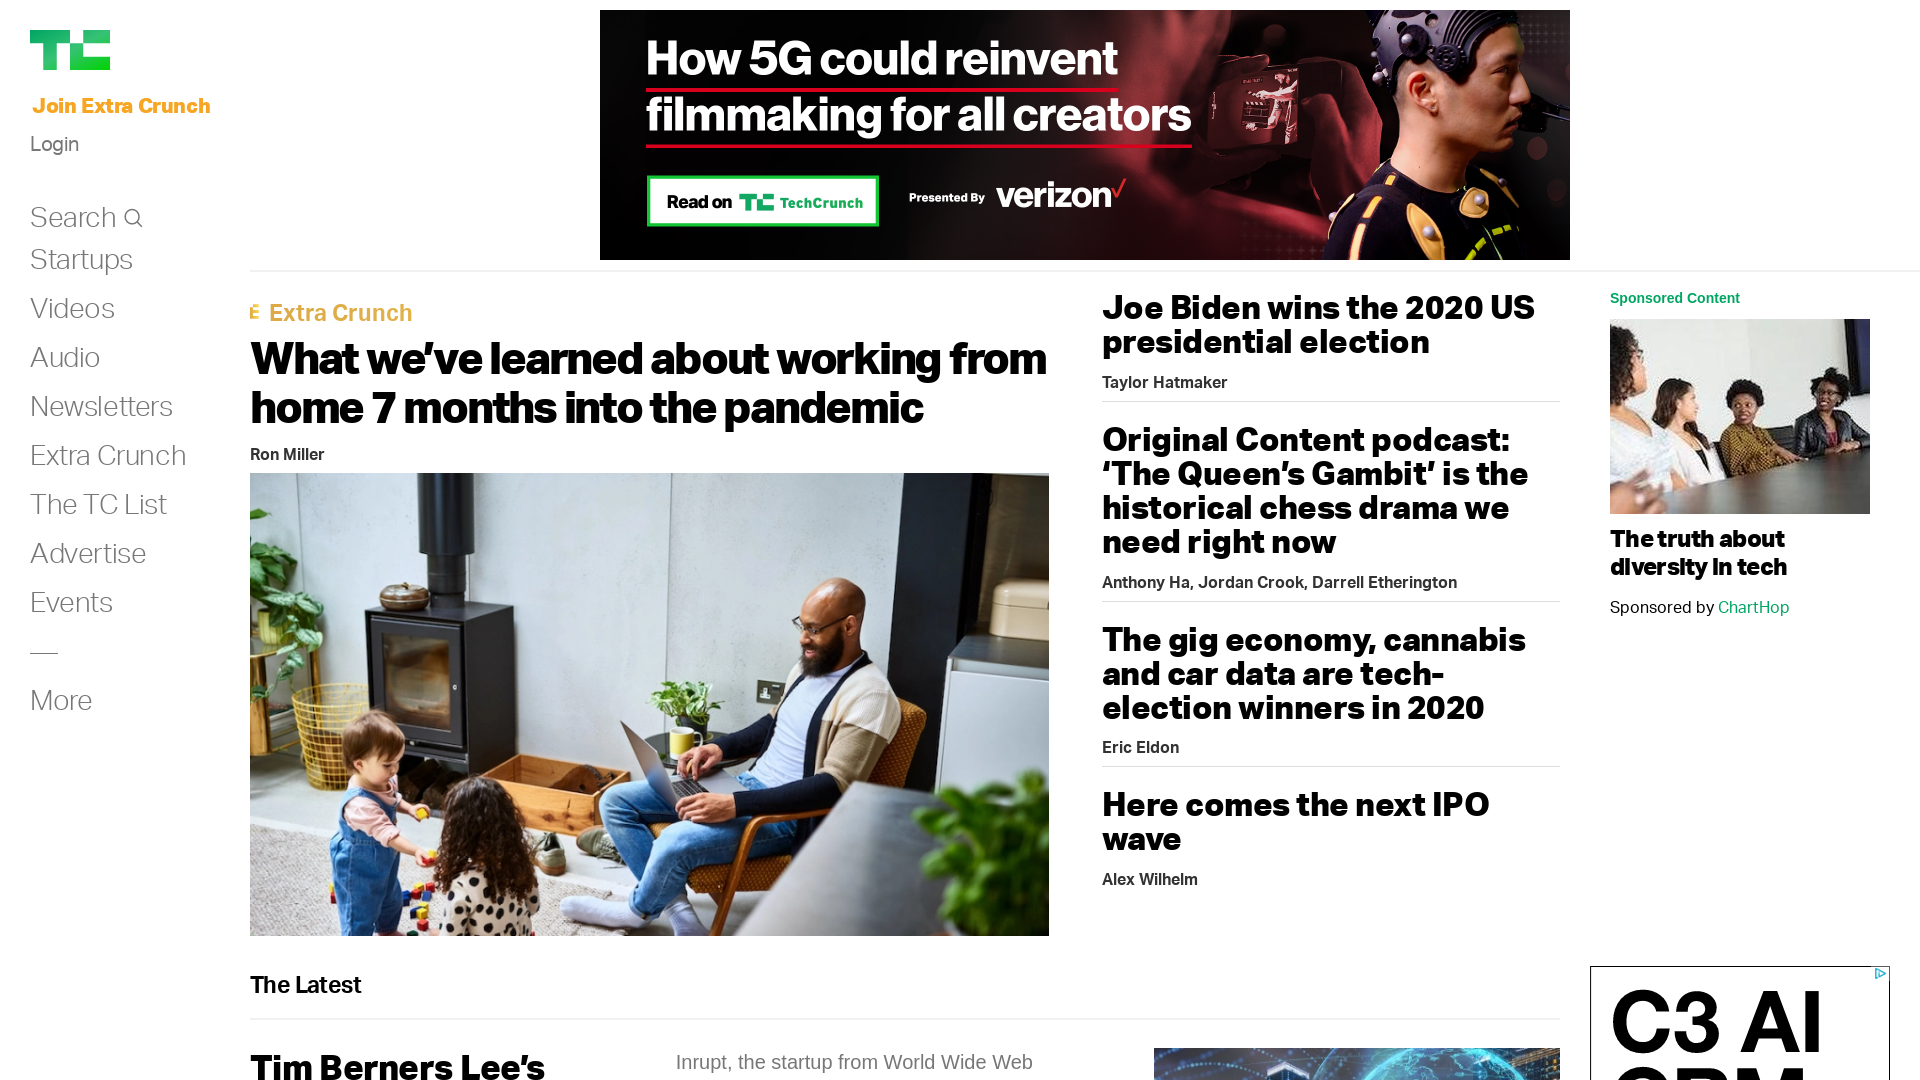 TC
Join Extra Crunch
Login
Search
Startups
Videos
Audio
Newsletters
Extra Crunch
The TC List
Advertise
Events
More
How 5G could reinvent
filmmaking for all creators
Read on TC TechCrunch
Presented By verizon✓
Extra Crunch
What we’ve learned about working from
home 7 months into the pandemic
Ron Miller
Joe Biden wins the 2020 US
presidential election
Taylor Hatmaker
Original Content podcast:
‘The Queen’s Gambit’ is the
historical chess drama we
need right now
Anthony Ha, Jordan Crook, Darrell Etherington
The gig economy, cannabis
and car data are tech-
election winners in 2020
Eric Eldon
Here comes the next IPO
wave
Alex Wilhelm
Sponsored Content
The truth about
diversity in tech
Sponsored by ChartHop
The Latest
Tim Berners Lee’s
Inrupt, the startup from World Wide Web
C3 AI
CRM